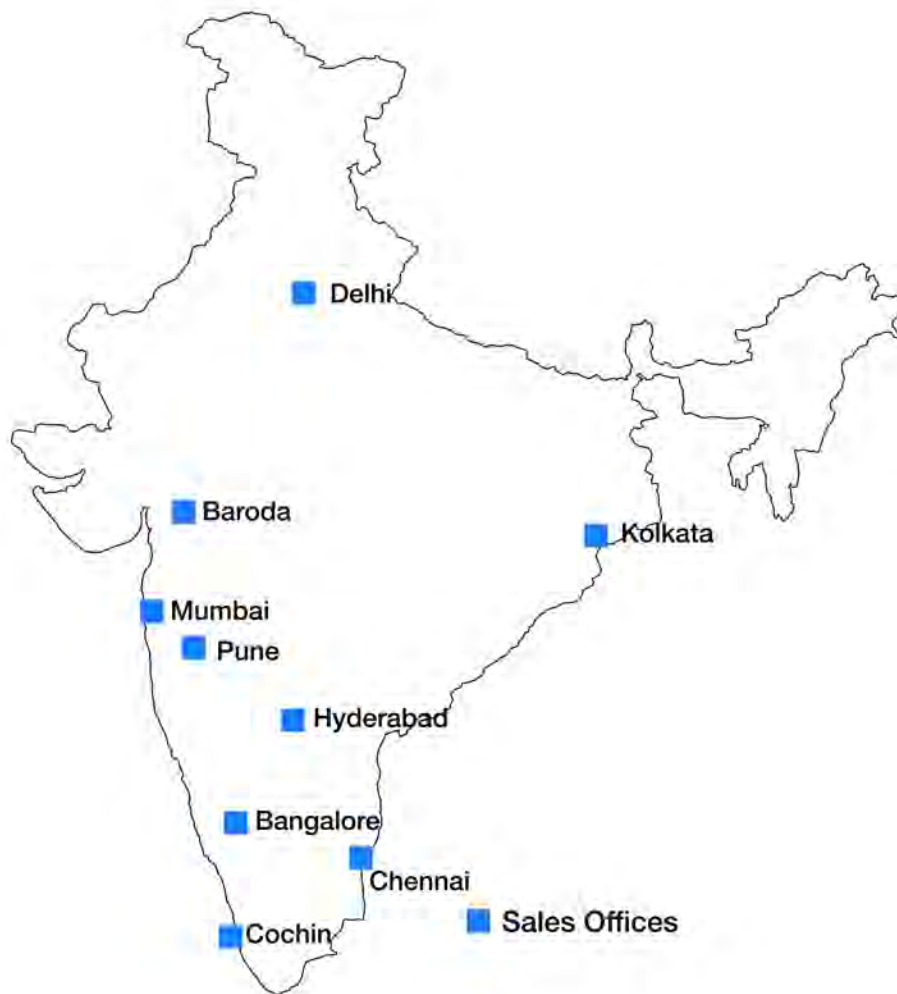 Delhi
Baroda
Kolkata
Mumbai
Pune
Hyderabad
Bangalore
Chennai
Sales Offices
Cochin